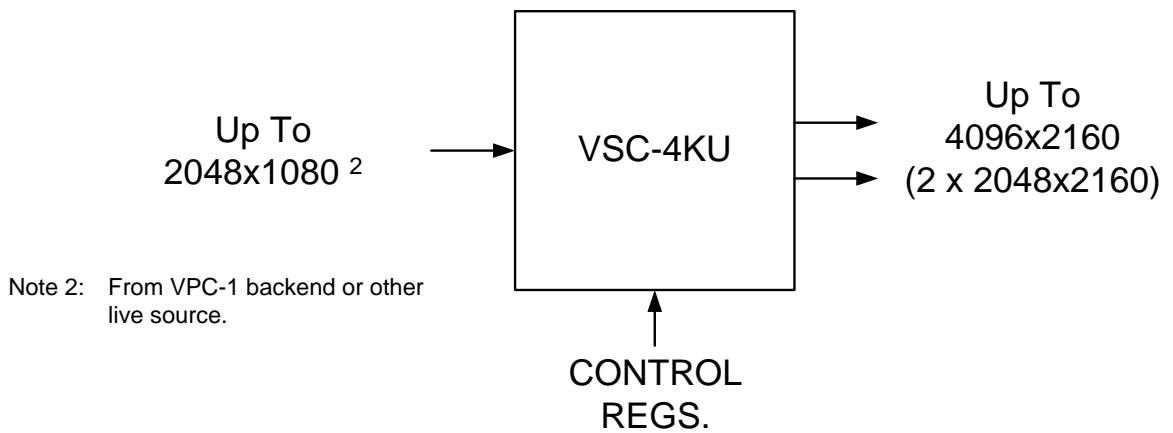 Up To
2048x1080 2
VSC-4KU
Up To
4096x2160
(2 x 2048x2160)
Note 2: From VPC-1 backend or other
live source.
CONTROL
REGS.